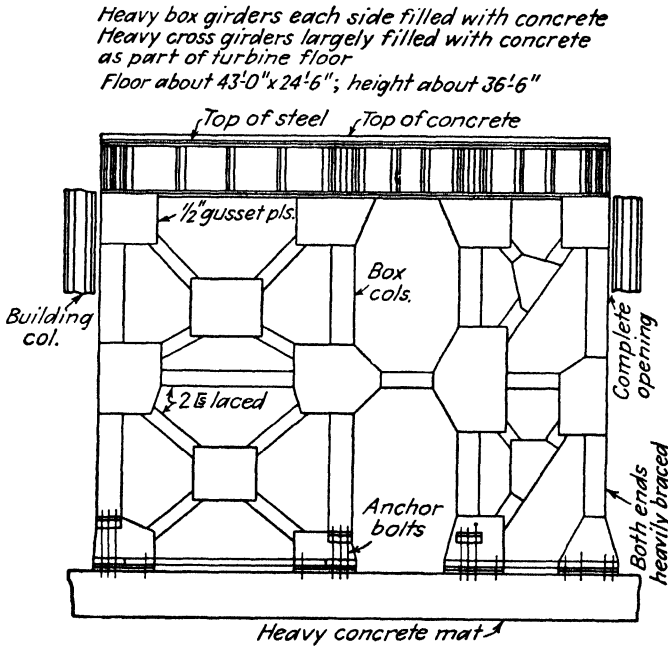 Heavy box girders each side filled with concrete
Heavy cross girders largely filled with concrete
as part of turbine floor
Floor about 43'-0"x24'-6"; height about 36'-6"
Top of steel
Top of concrete
1/2" gusset pls.
Box
cols.
Building
col.
Complete
opening
2 [s laced
Anchor
bolts
Both ends
heavily braced
Heavy concrete mat